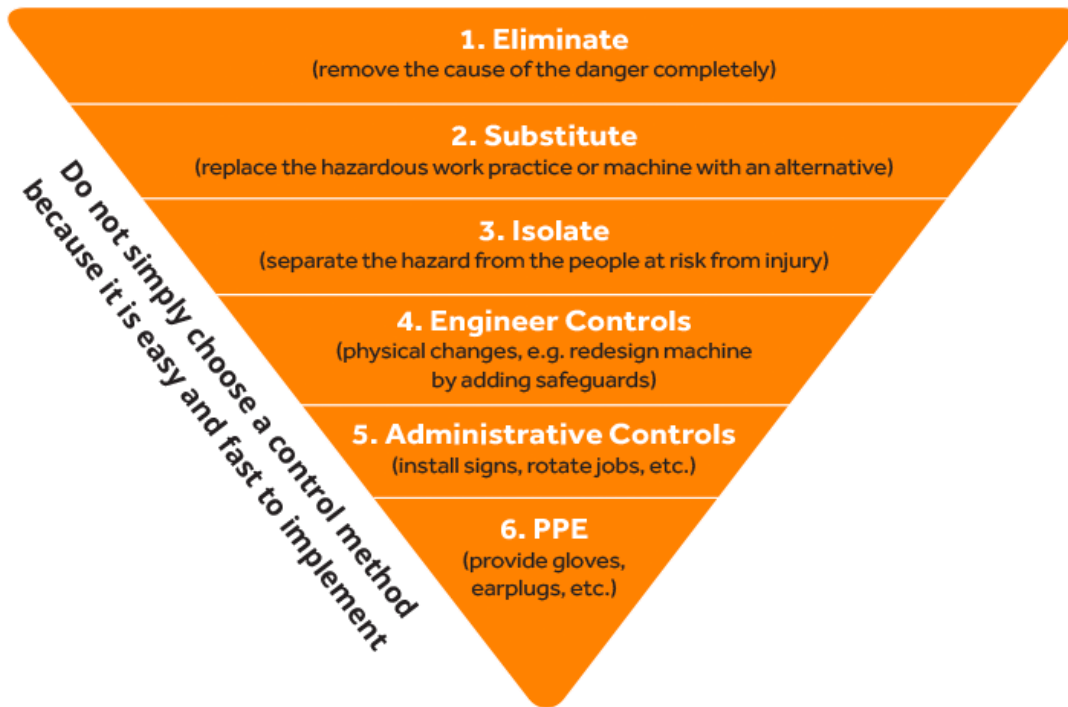 1. Eliminate
(remove the cause of the danger completely)
2. Substitute
(replace the hazardous work practice or machine with an alternative)
3. Isolate
(separate the hazard from the people at risk from injury)
4. Engineer Controls
(physical changes, e.g. redesign machine
by adding safeguards)
5. Administrative Controls
(install signs, rotate jobs, etc.)
6. PPE
(provide gloves,
earplugs, etc.)
Do not simply choose a control method
because it is easy and fast to implement